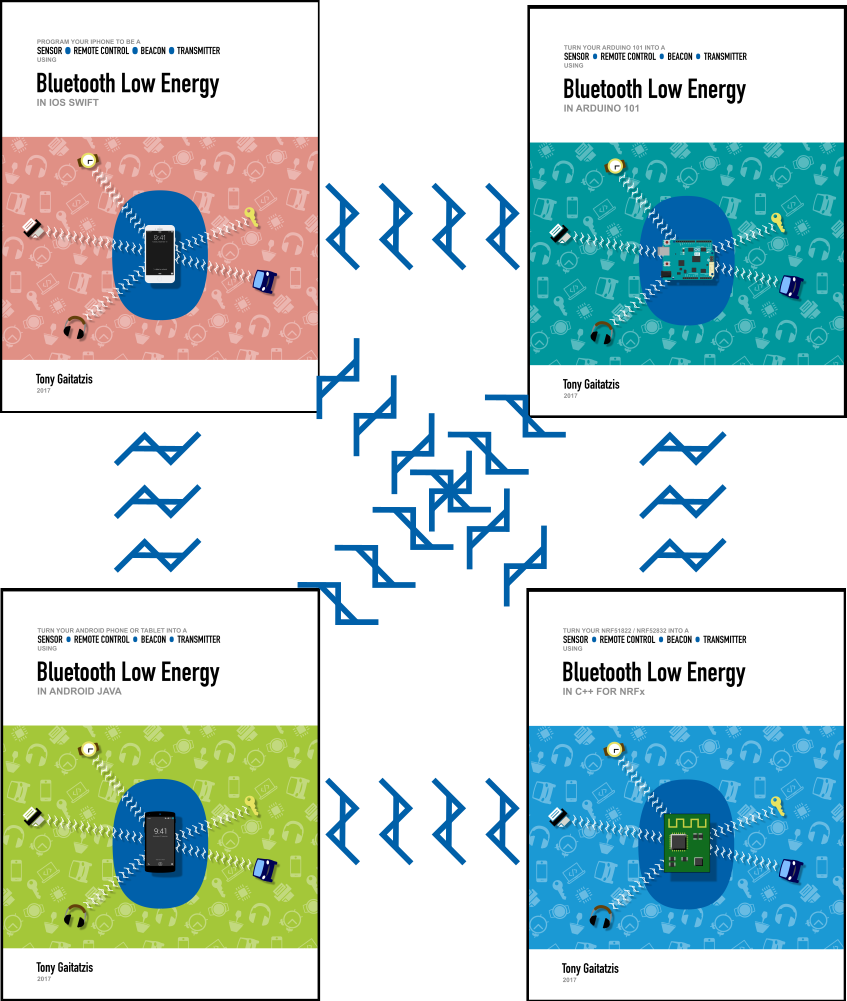 PROGRAM YOUR IPHONE TO BE A
SENSOR ● REMOTE CONTROL ● BEACON ● TRANSMITTER
USING
Bluetooth Low Energy
IN IOS SWIFT
9:41
Tony Gaitatzis
2017
TURN YOUR ARDUINO 101 INTO A
SENSOR ● REMOTE CONTROL ● BEACON ● TRANSMITTER
USING
Bluetooth Low Energy
IN ARDUINO 101
Tony Gaitatzis
2017
TURN YOUR ANDROID PHONE OR TABLET INTO A
SENSOR ● REMOTE CONTROL ● BEACON ● TRANSMITTER
USING
Bluetooth Low Energy
IN ANDROID JAVA
9:41
Tony Gaitatzis
2017
TURN YOUR NRF51822 / NRF52832 INTO A
SENSOR ● REMOTE CONTROL ● BEACON ● TRANSMITTER
USING
Bluetooth Low Energy
IN C++ FOR NRFx
Tony Gaitatzis
2017